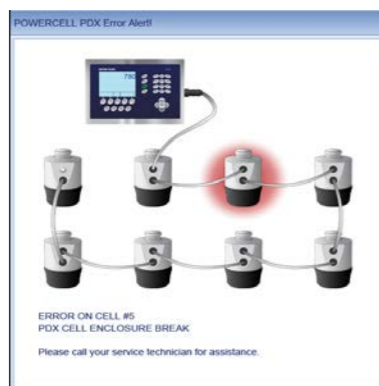 POWERCELL PDX Error Alert!
780
ERROR ON CELL #5
PDX CELL ENCLOSURE BREAK
Please call your service technician for assistance.